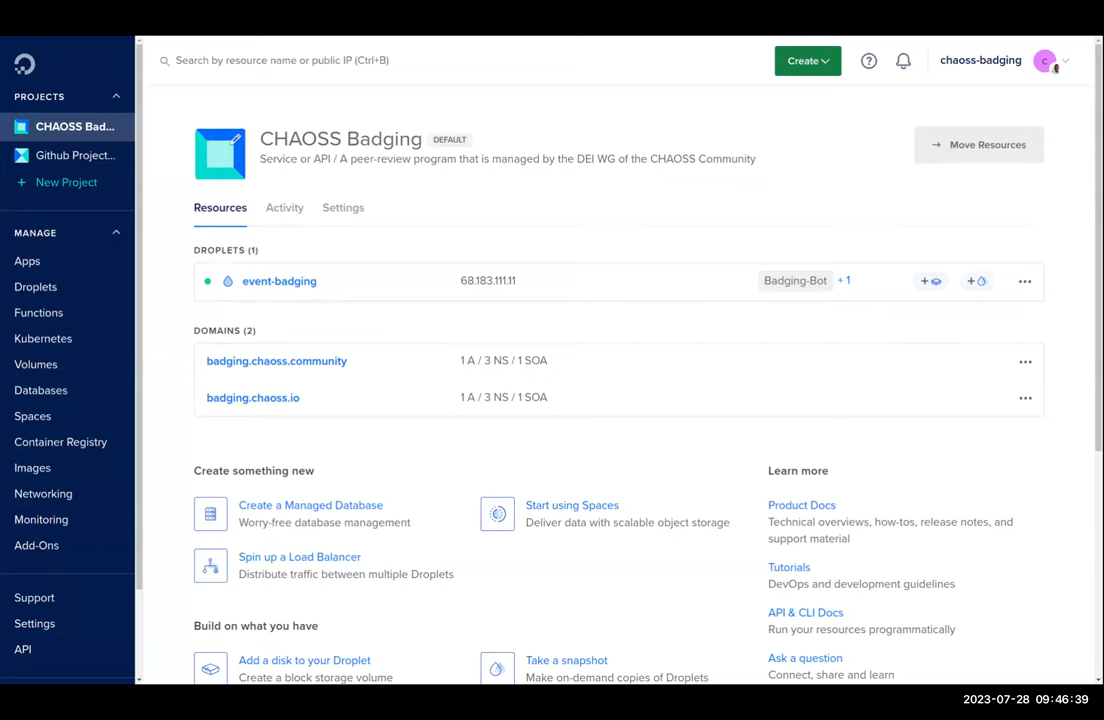 Search by resource name or public IP (Ctrl+B)
Create
chaoss-badging
C
PROJECTS
CHAOSS Bad...
Github Project...
+ New Project
MANAGE
Apps
Droplets
Functions
Kubernetes
Volumes
Databases
Spaces
Container Registry
Images
Networking
Monitoring
Add-Ons
Support
Settings
API
CHAOSS Badging DEFAULT
Service or API / A peer-review program that is managed by the DEI WG of the CHAOSS Community
→ Move Resources
Resources Activity Settings
DROPLETS (1)
event-badging 68.183.111.11 Badging-Bot + 1
DOMAINS (2)
badging.chaoss.community 1 A / 3 NS / 1 SOA
badging.chaoss.io 1 A / 3 NS / 1 SOA
Create something new
Create a Managed Database
Worry-free database management
Start using Spaces
Deliver data with scalable object storage
Spin up a Load Balancer
Distribute traffic between multiple Droplets
Build on what you have
Add a disk to your Droplet
Create a block storage volume
Take a snapshot
Make on-demand copies of Droplets
Learn more
Product Docs
Technical overviews, how-tos, release notes, and
support material
Tutorials
DevOps and development guidelines
API & CLI Docs
Run your resources programmatically
Ask a question
Connect, share and learn
2023-07-28 09:46:39